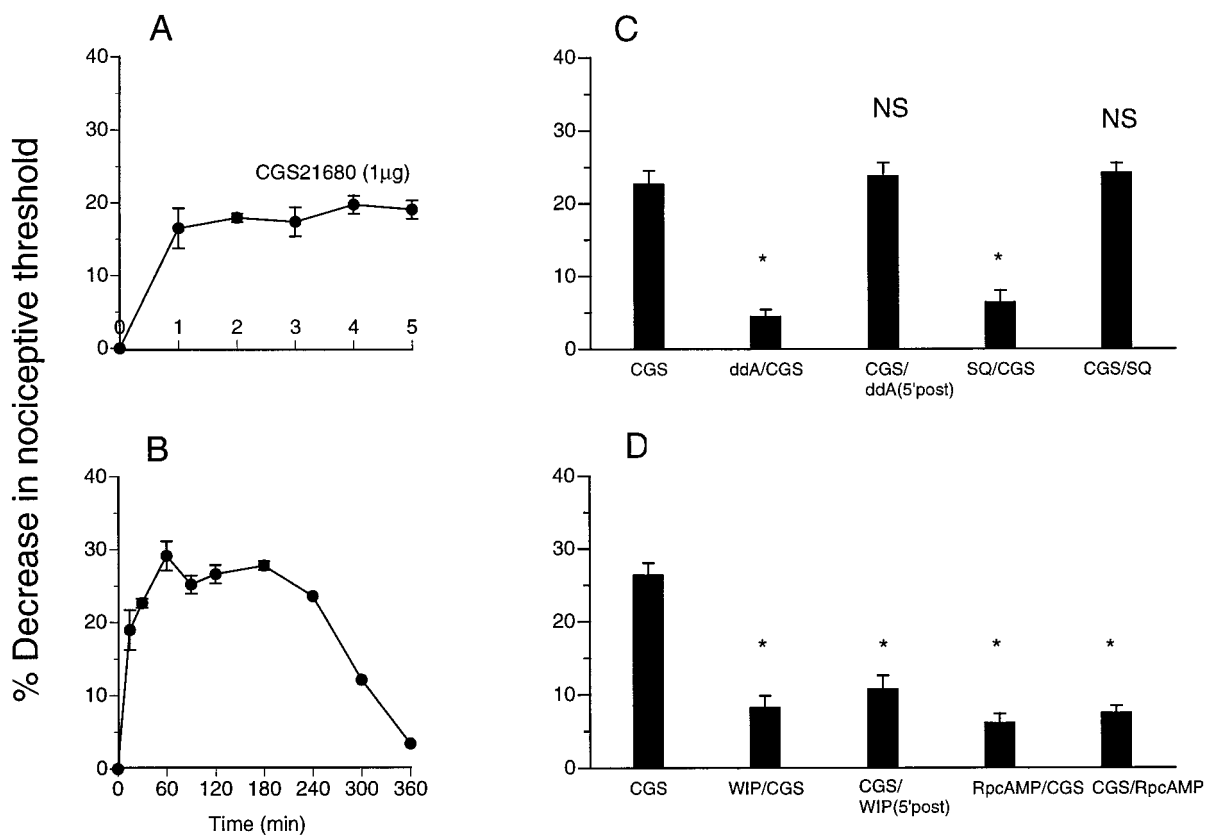 % Decrease in nociceptive threshold
A
40
30
20
10
0
CGS21680 (1µg)
0 1 2 3 4 5
B
40
30
20
10
0
0 60 120 180 240 300 360
Time (min)
C
40
30
20
10
0
NS
NS
* *
CGS ddA/CGS CGS/ SQ/CGS CGS/SQ
ddA(5'post)
D
40
30
20
10
0
* * * *
CGS WIP/CGS CGS/ RpcAMP/CGS CGS/RpcAMP
WIP(5'post)